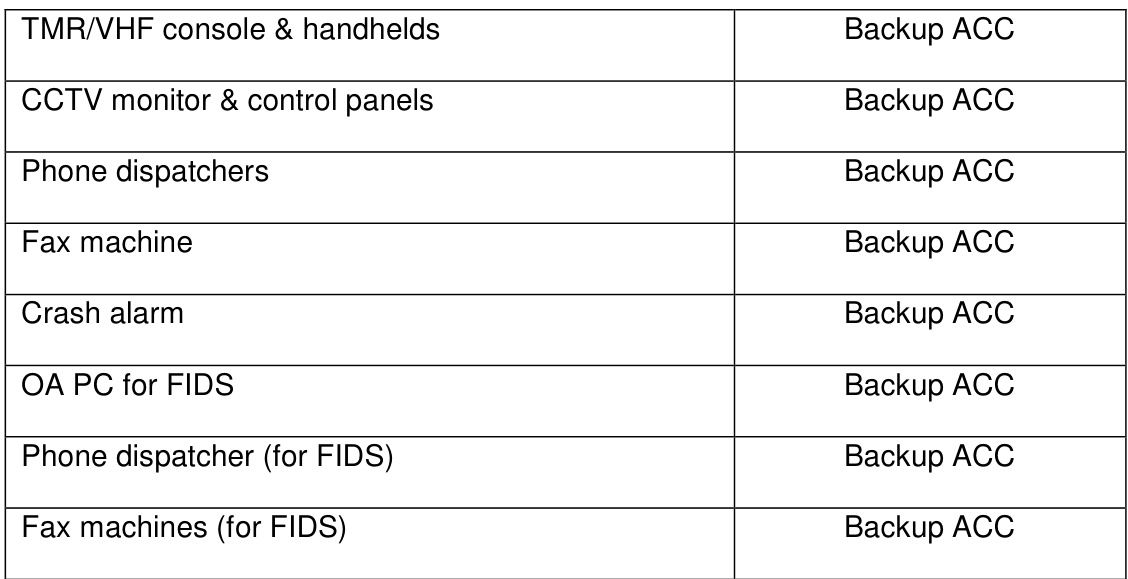 TMR/VHF console & handhelds Backup ACC
CCTV monitor & control panels Backup ACC
Phone dispatchers Backup ACC
Fax machine Backup ACC
Crash alarm Backup ACC
OA PC for FIDS Backup ACC
Phone dispatcher (for FIDS) Backup ACC
Fax machines (for FIDS) Backup ACC